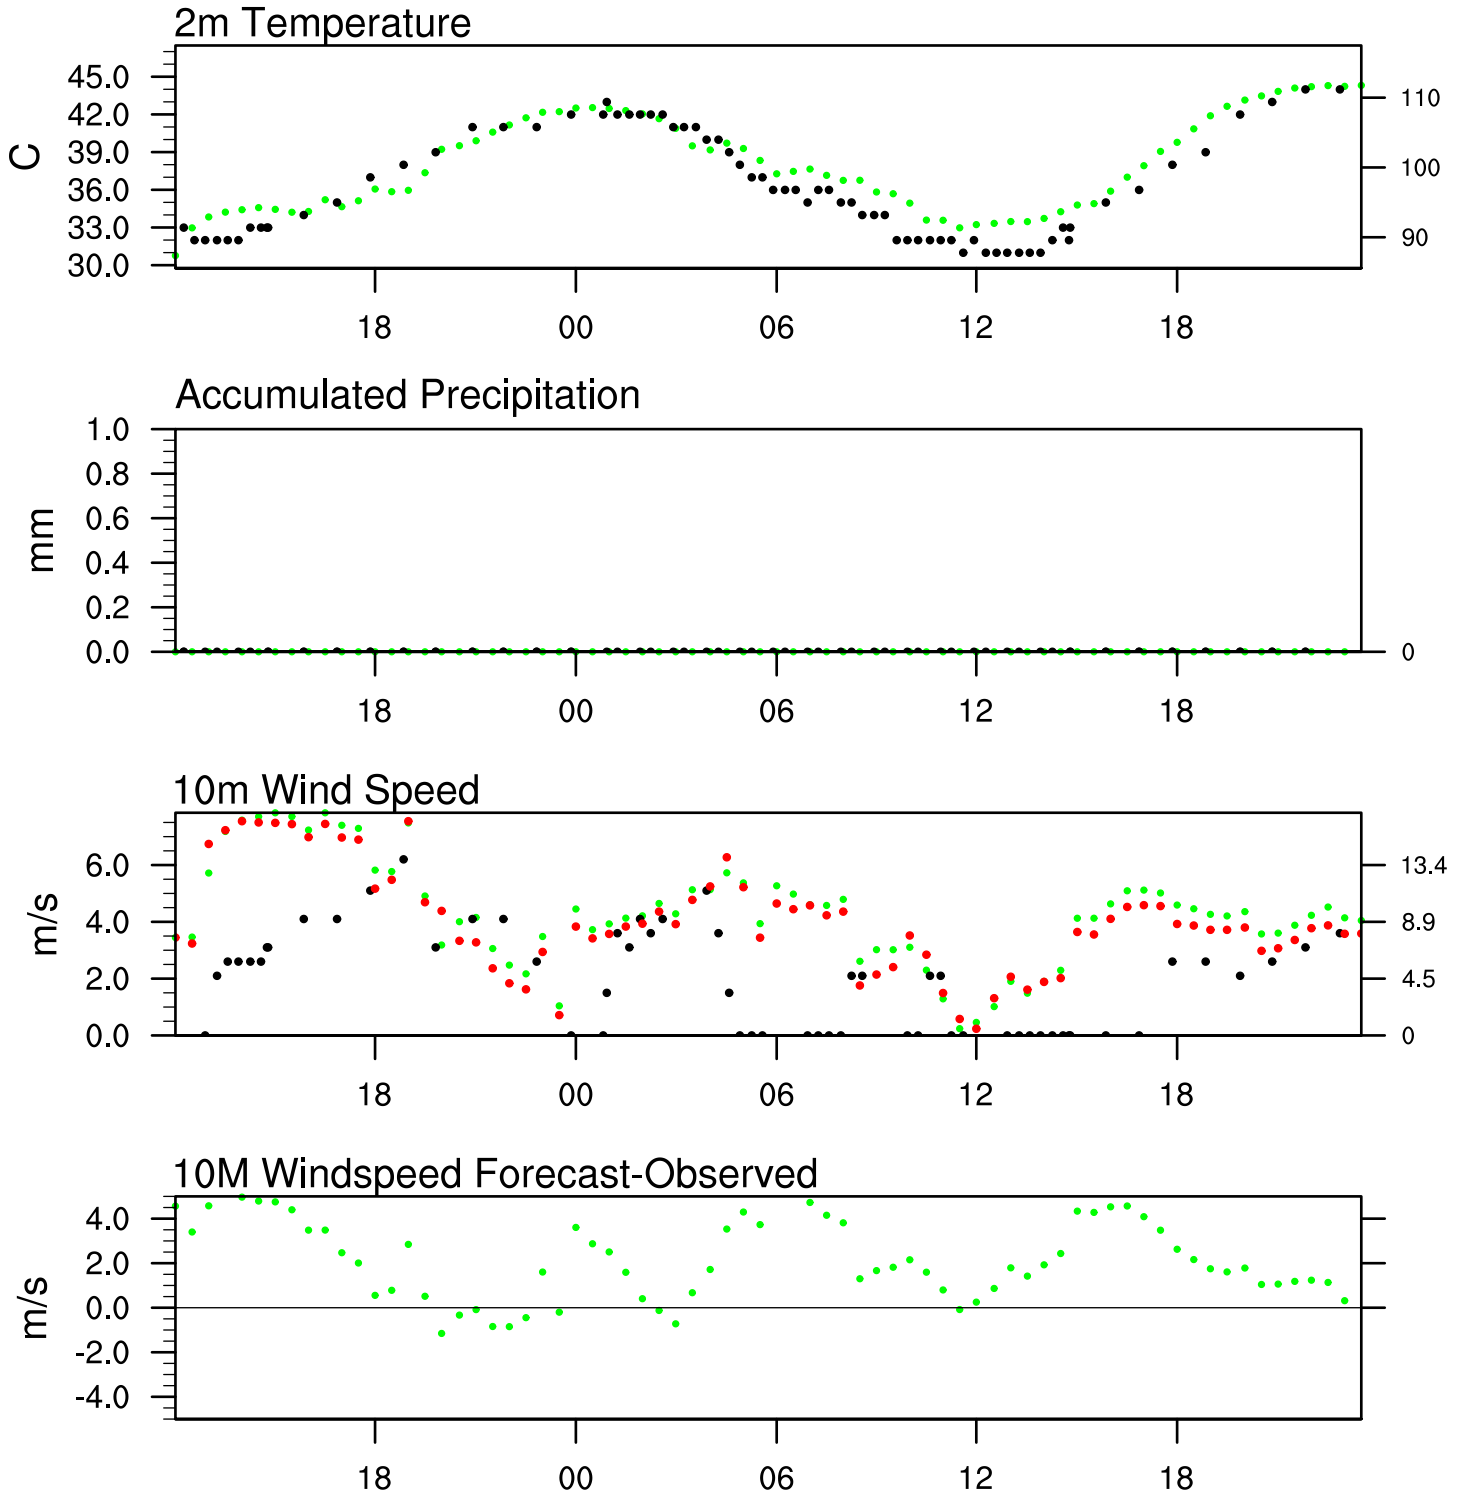 2m Temperature
C
45.0
42.0
39.0
36.0
33.0
30.0
110
100
90
18 00 06 12 18
Accumulated Precipitation
mm
1.0
0.8
0.6
0.4
0.2
0.0
0
18 00 06 12 18
10m Wind Speed
m/s
6.0
4.0
2.0
0.0
13.4
8.9
4.5
0
18 00 06 12 18
10M Windspeed Forecast-Observed
m/s
4.0
2.0
0.0
-2.0
-4.0
18 00 06 12 18